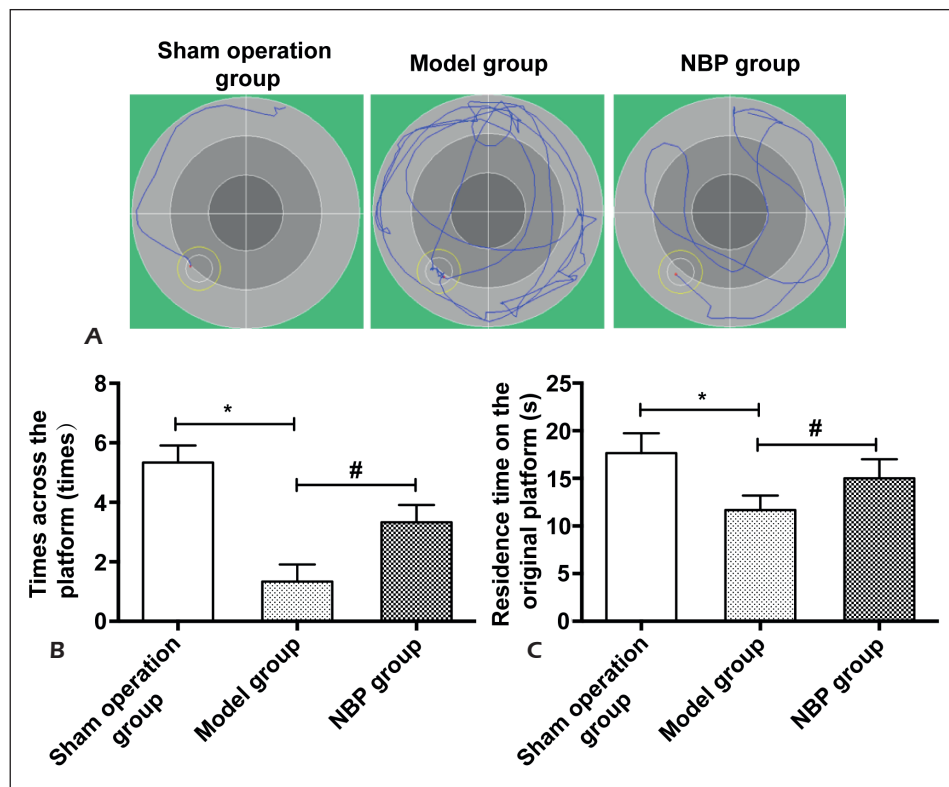 Sham operation
group
Model group
NBP group
A
Times across the
platform (times）
8
6
4
2
0
*
#
Sham operation
group
Model group
NBP group
B
Residence time on the
original platform (s)
25
20
15
10
5
0
*
#
Sham operation
group
Model group
NBP group
C